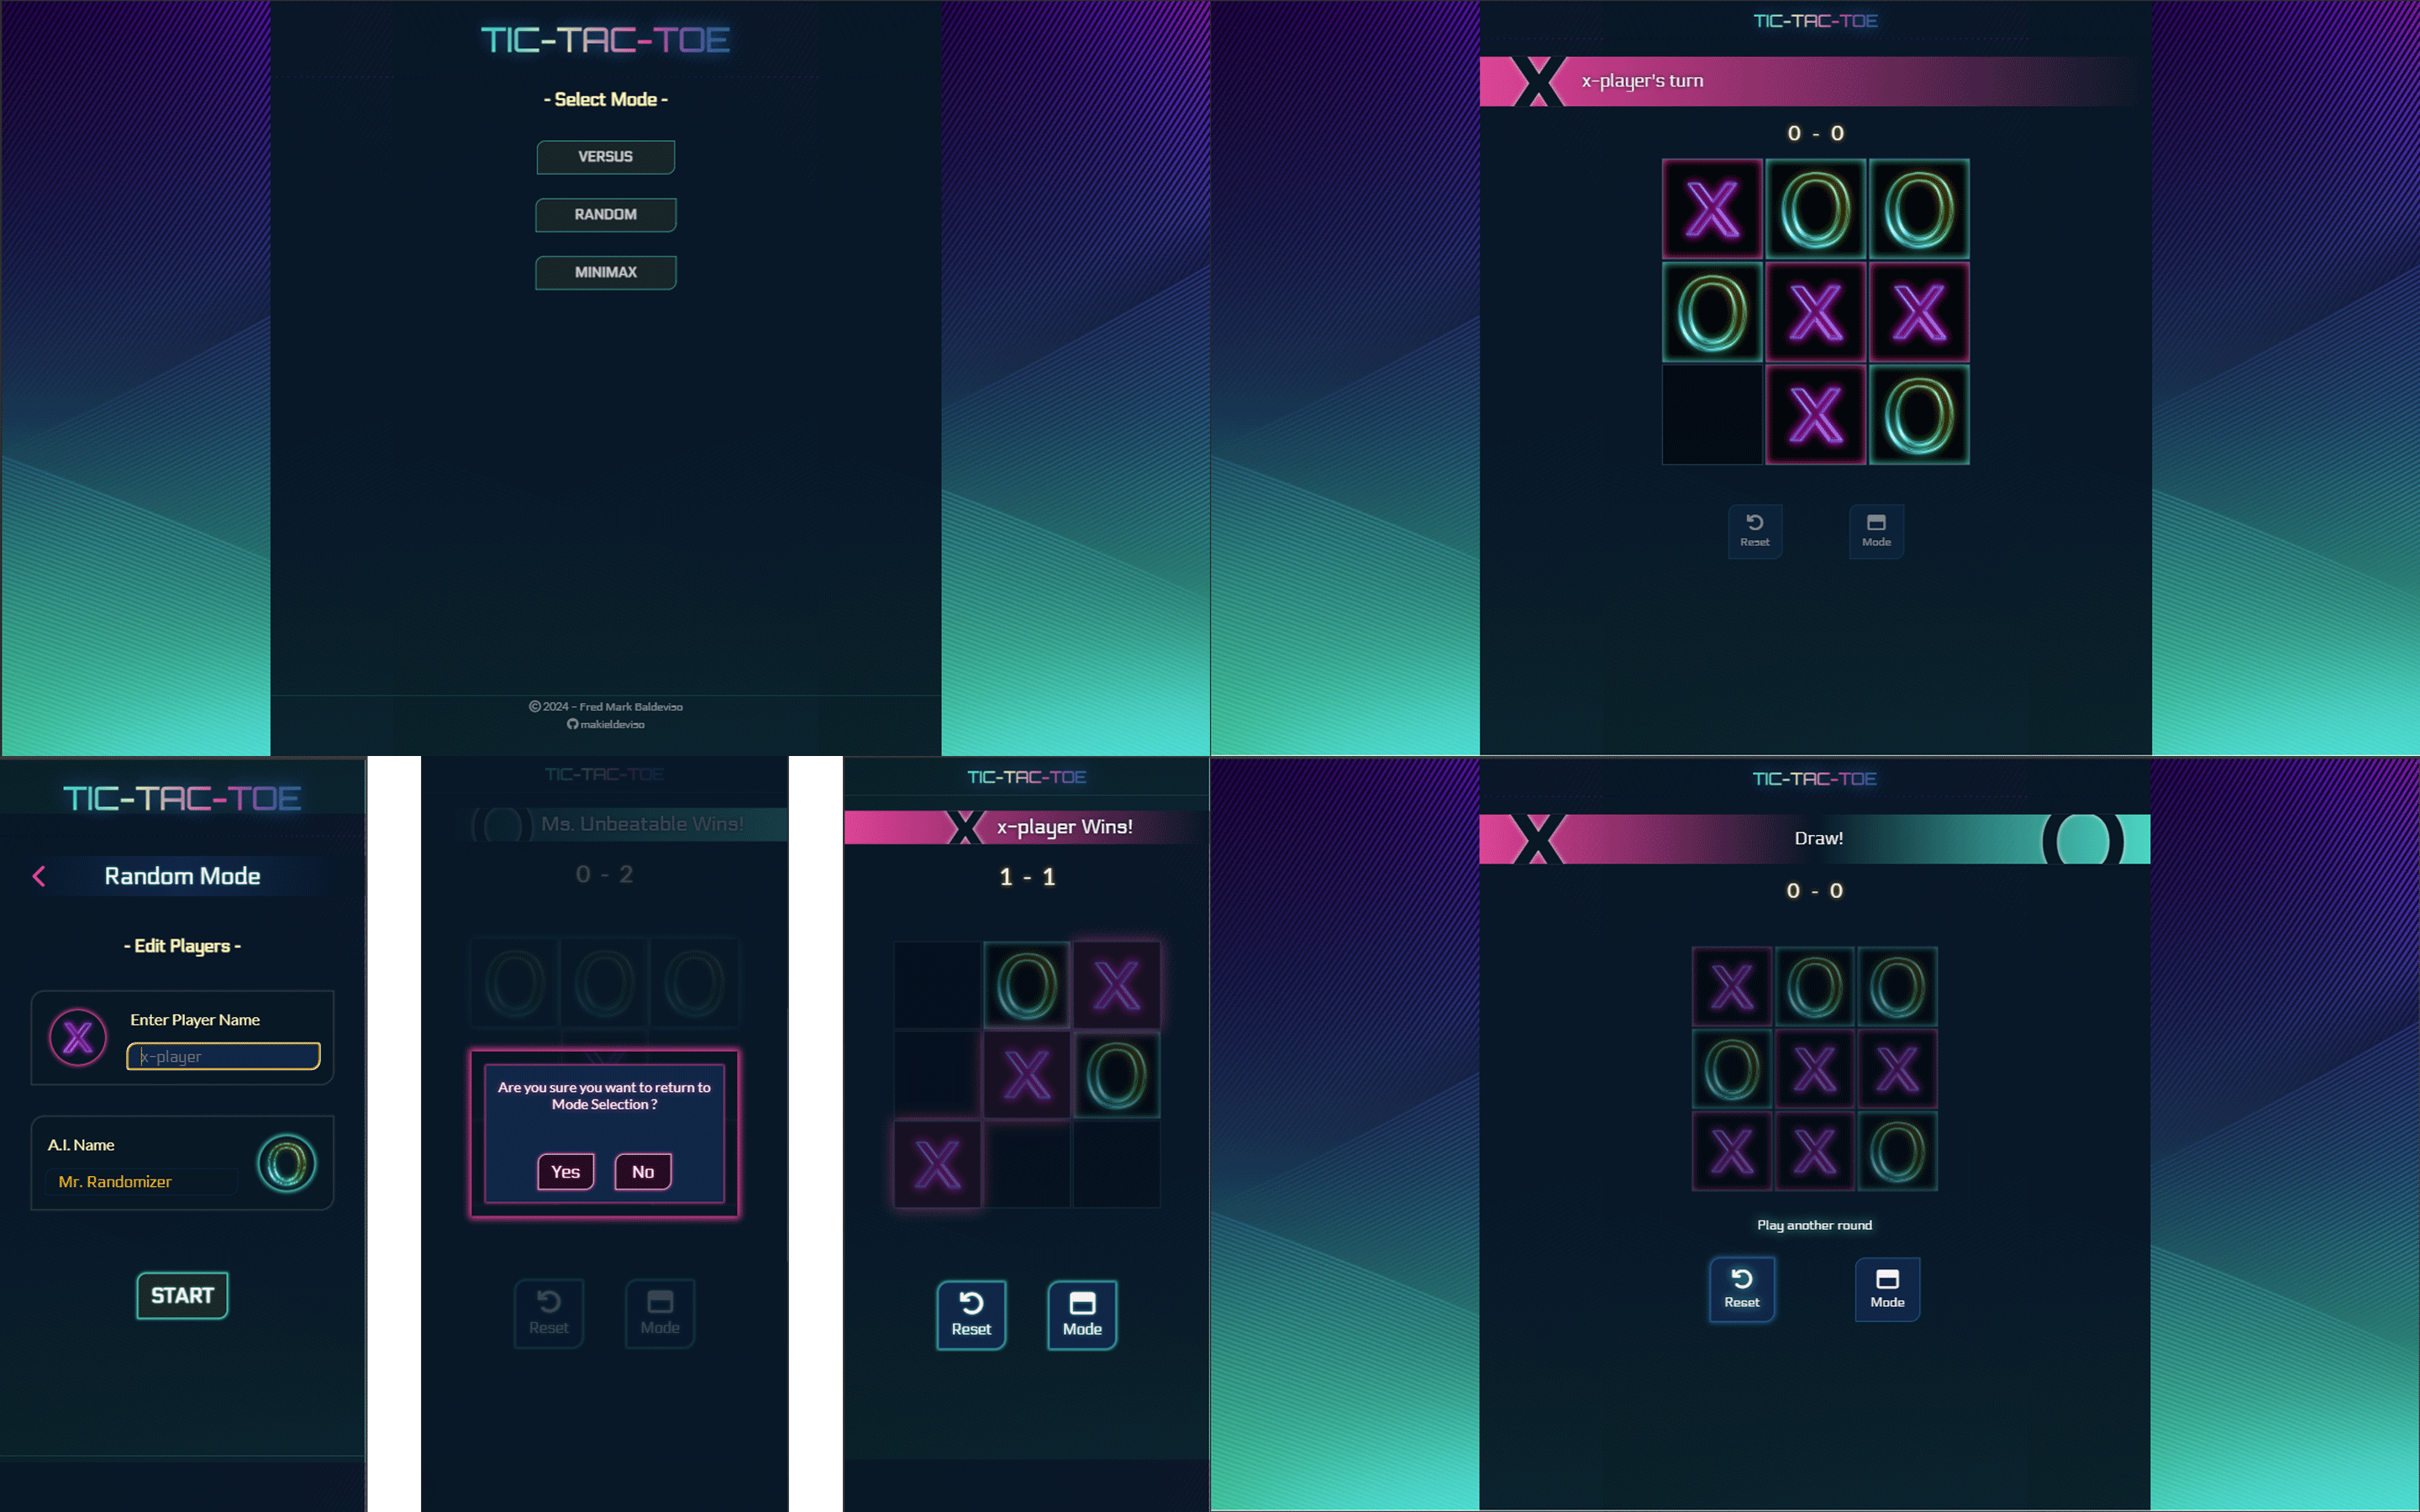 TIC-TAC-TOE
- Select Mode -
VERSUS
RANDOM
MINIMAX
© 2024 - Fred Mark Baldeviso
makieldeviso
TIC-TAC-TOE
X x-player's turn
0 - 0
X O O
O X X
X O
Reset Mode
TIC-TAC-TOE
Random Mode
- Edit Players -
X Enter Player Name
x-player
A.I. Name
O
Mr. Randomizer
START
TIC-TAC-TOE
O Ms. Unbeatable Wins!
0 - 2
O O O
Are you sure you want to return to
Mode Selection ?
Yes No
Reset Mode
TIC-TAC-TOE
X x-player Wins!
1 - 1
O X
X O
X
Reset Mode
TIC-TAC-TOE
X Draw! O
0 - 0
X O O
O X X
X X O
Play another round
Reset Mode